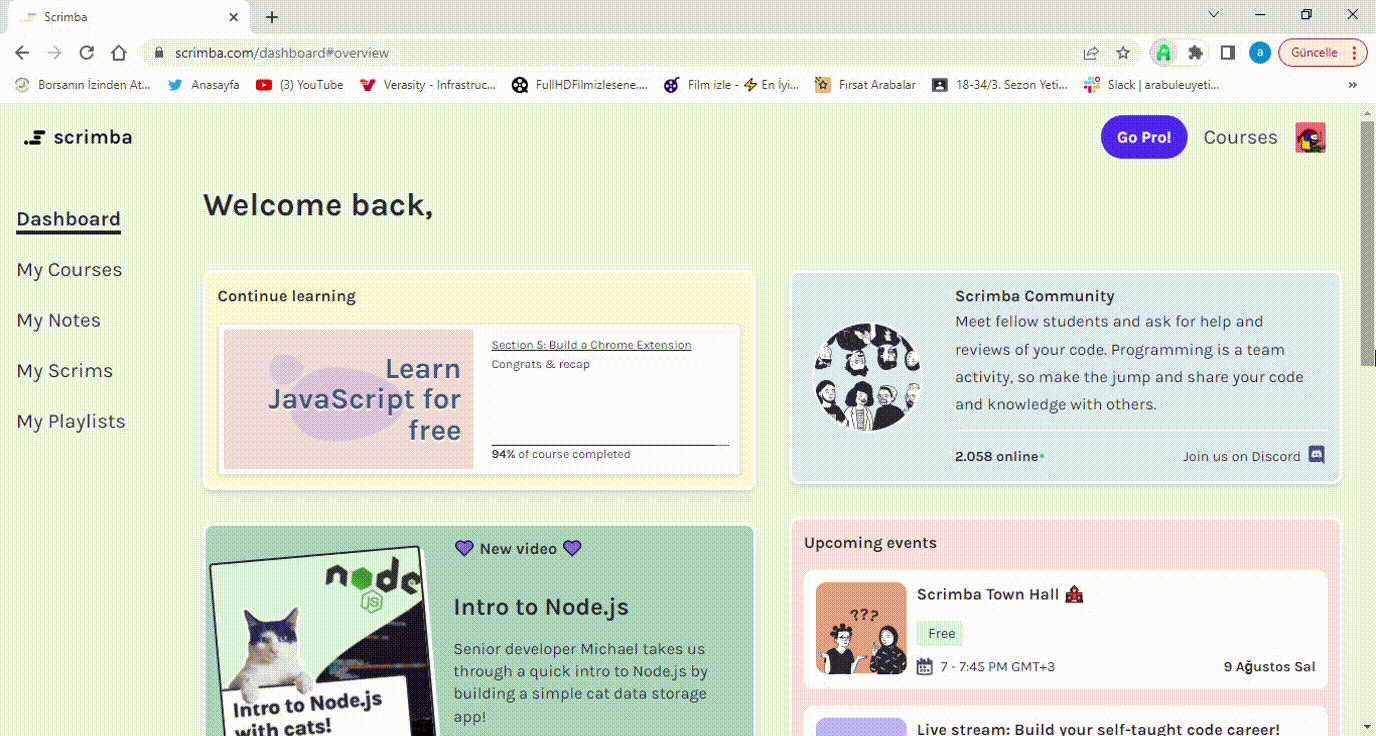 Scrimba
scrimba.com/dashboard#overview
Güncelle
Borsanın İzinden At...
Anasayfa
(3) YouTube
Verasity - Infrastruc...
FullHDFilmizlesene....
Film izle - ⚡ En İyi...
Fırsat Arabalar
18-34/3. Sezon Yeti...
Slack | arabuleuyeti...
»
scrimba
Go Pro!
Courses
Dashboard
My Courses
My Notes
My Scrims
My Playlists
Welcome back,
Continue learning
Learn
JavaScript for
free
Section 5: Build a Chrome Extension
Congrats & recap
94% of course completed
Scrimba Community
Meet fellow students and ask for help and
reviews of your code. Programming is a team
activity, so make the jump and share your code
and knowledge with others.
2.058 online
Join us on Discord
node
JS
Intro to Node.js
with cats!
💜 New video 💜
Intro to Node.js
Senior developer Michael takes us
through a quick intro to Node.js by
building a simple cat data storage
app!
Upcoming events
???
Scrimba Town Hall
Free
7 - 7:45 PM GMT+3
9 Ağustos Sal
Live stream: Build your self-taught code career!